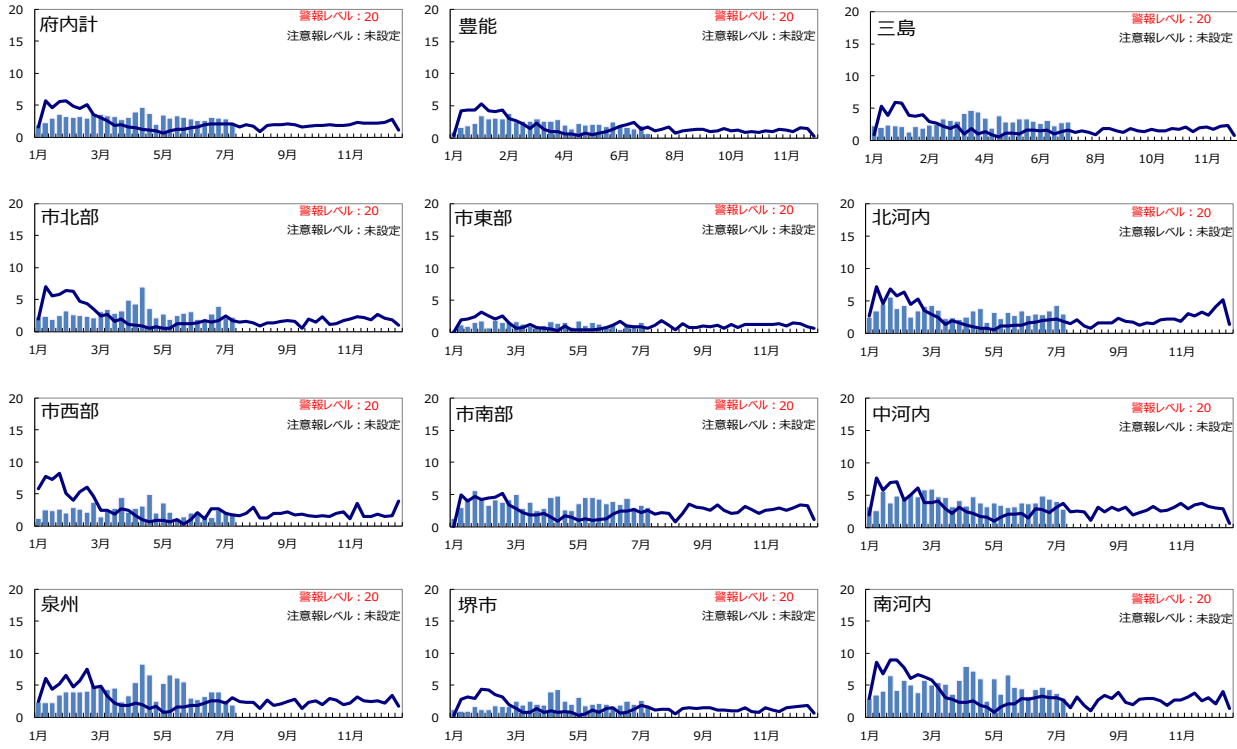 府内計
警報レベル：20
注意報レベル：未設定
20
15
10
5
0
1月 3月 5月 7月 9月 11月
豊能
警報レベル：20
注意報レベル：未設定
20
15
10
5
0
1月 2月 4月 6月 8月 10月 11月
三島
警報レベル：20
注意報レベル：未設定
20
15
10
5
0
1月 2月 4月 6月 8月 10月 11月
市北部
警報レベル：20
注意報レベル：未設定
20
15
10
5
0
1月 3月 5月 7月 9月 11月
市東部
警報レベル：20
注意報レベル：未設定
20
15
10
5
0
1月 3月 5月 7月 9月 11月
北河内
警報レベル：20
注意報レベル：未設定
20
15
10
5
0
1月 3月 5月 7月 9月 11月
市西部
警報レベル：20
注意報レベル：未設定
20
15
10
5
0
1月 3月 5月 7月 9月 11月
市南部
警報レベル：20
注意報レベル：未設定
20
15
10
5
0
1月 3月 5月 7月 9月 11月
中河内
警報レベル：20
注意報レベル：未設定
20
15
10
5
0
1月 3月 5月 7月 9月 11月
泉州
警報レベル：20
注意報レベル：未設定
20
15
10
5
0
1月 3月 5月 7月 9月 11月
堺市
警報レベル：20
注意報レベル：未設定
20
15
10
5
0
1月 3月 5月 7月 9月 11月
南河内
警報レベル：20
注意報レベル：未設定
20
15
10
5
0
1月 3月 5月 7月 9月 11月